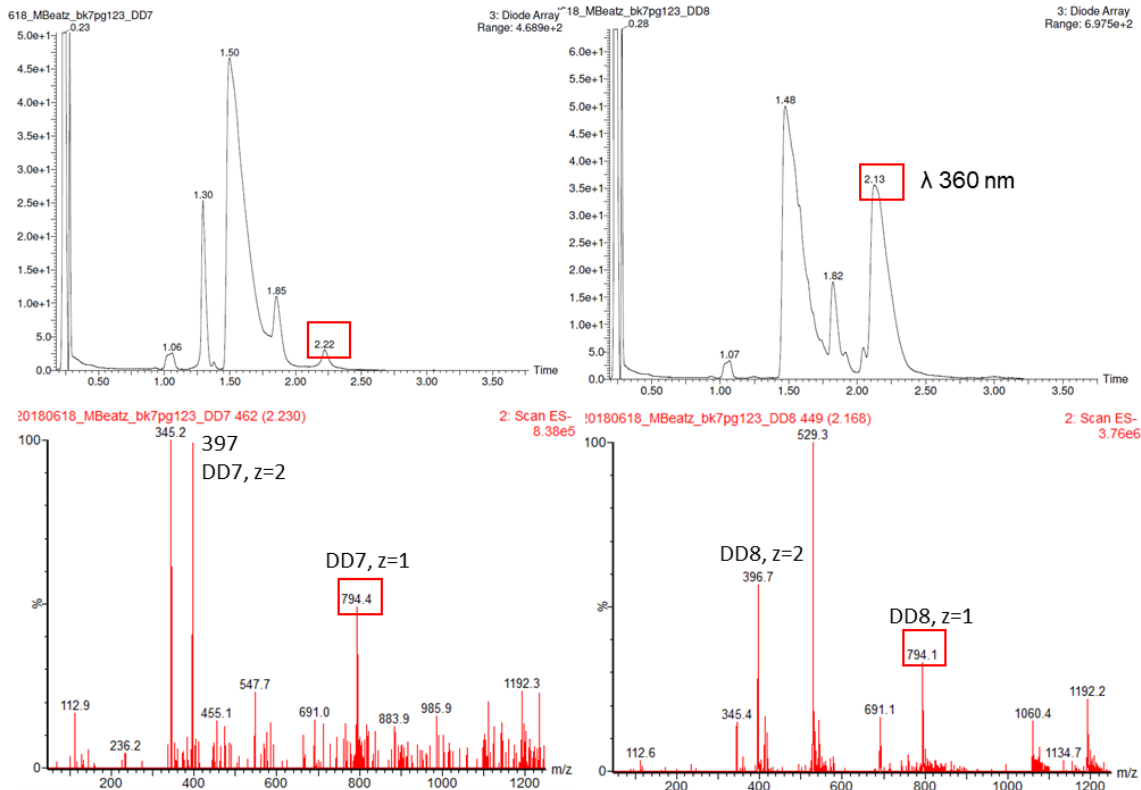 618_MBeatz_bk7pg123_DD7
3: Diode Array
Range: 4.689e+2
0.23
1.50
1.30
1.85
1.06
2.22
5.0e+1
4.5e+1
4.0e+1
3.5e+1
3.0e+1
2.5e+1
2.0e+1
1.5e+1
1.0e+1
5.0
0.0
0.50 1.00 1.50 2.00 2.50 3.00 3.50 Time
618_MBeatz_bk7pg123_DD8
3: Diode Array
Range: 6.975e+2
0.28
1.48
2.13
λ 360 nm
1.82
1.07
6.0e+1
5.5e+1
5.0e+1
4.5e+1
4.0e+1
3.5e+1
3.0e+1
2.5e+1
2.0e+1
1.5e+1
1.0e+1
5.0
0.0
0.50 1.00 1.50 2.00 2.50 3.00 3.50 Time
20180618_MBeatz_bk7pg123_DD7 462 (2.230)
2: Scan ES-
8.38e5
100
345.2
397
DD7, z=2
DD7, z=1
794.4
%
547.7
112.9
236.2
455.1
691.0
883.9
985.9
1192.3
0
200 400 600 800 1000 1200 m/z
20180618_MBeatz_bk7pg123_DD8 449 (2.168)
2: Scan ES-
3.76e6
100
529.3
DD8, z=2
396.7
DD8, z=1
794.1
%
345.4
112.6
691.1
1060.4
1134.7
1192.2
0
200 400 600 800 1000 1200 m/z